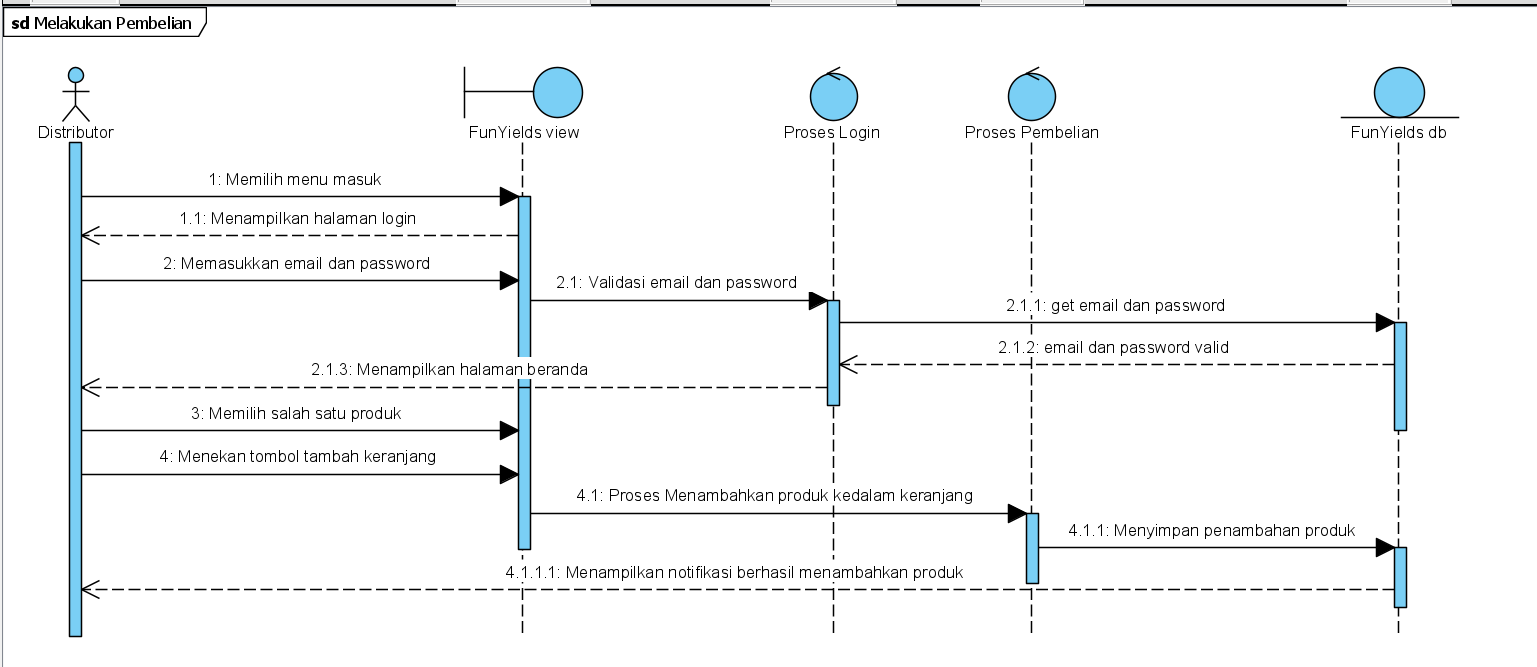 sd Melakukan Pembelian
Distributor
FunYields view
Proses Login
Proses Pembelian
FunYields db
1: Memilih menu masuk
1.1: Menampilkan halaman login
2: Memasukkan email dan password
2.1: Validasi email dan password
2.1.1: get email dan password
2.1.2: email dan password valid
2.1.3: Menampilkan halaman beranda
3: Memilih salah satu produk
4: Menekan tombol tambah keranjang
4.1: Proses Menambahkan produk kedalam keranjang
4.1.1: Menyimpan penambahan produk
4.1.1.1: Menampilkan notifikasi berhasil menambahkan produk